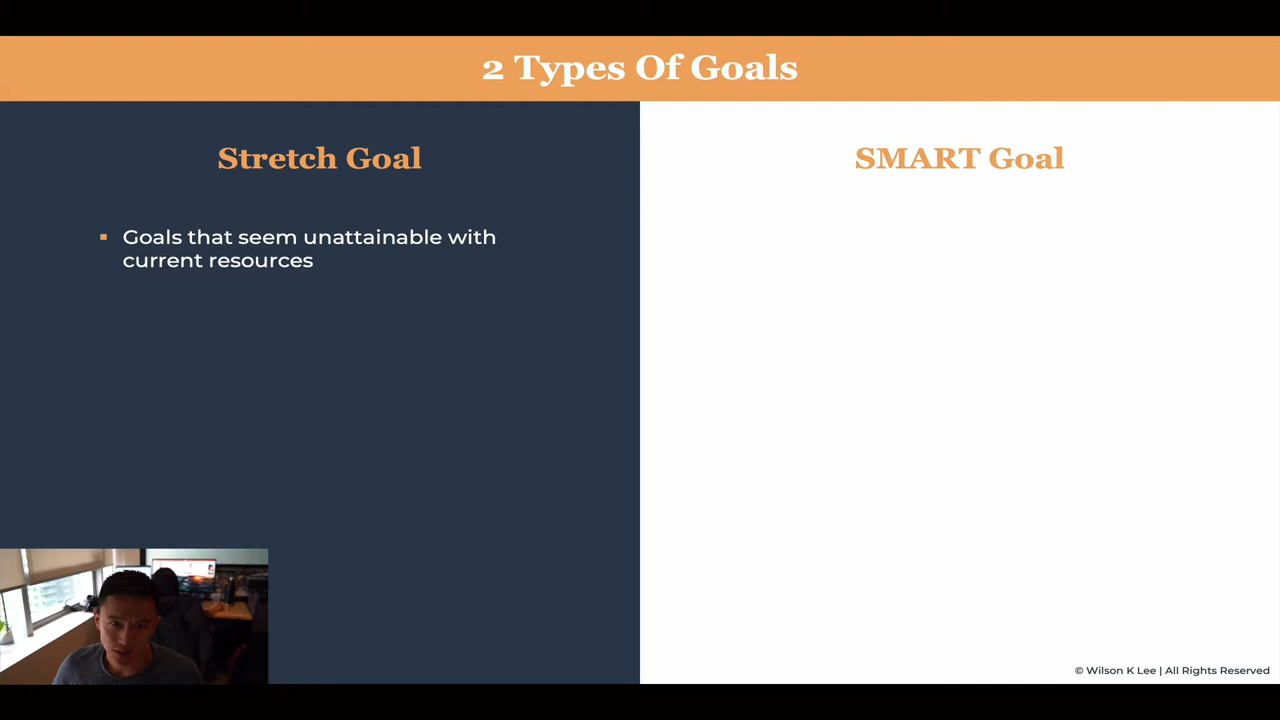 2 Types Of Goals
Stretch Goal
Goals that seem unattainable with
current resources
SMART Goal
© Wilson K Lee | All Rights Reserved